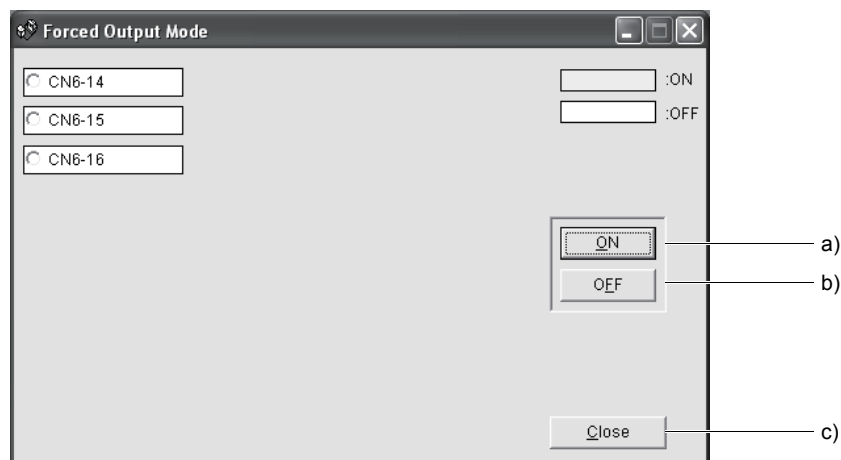 Forced Output Mode
CN6-14
:ON
:OFF
CN6-15
CN6-16
ON
a)
OFF
b)
Close
c)